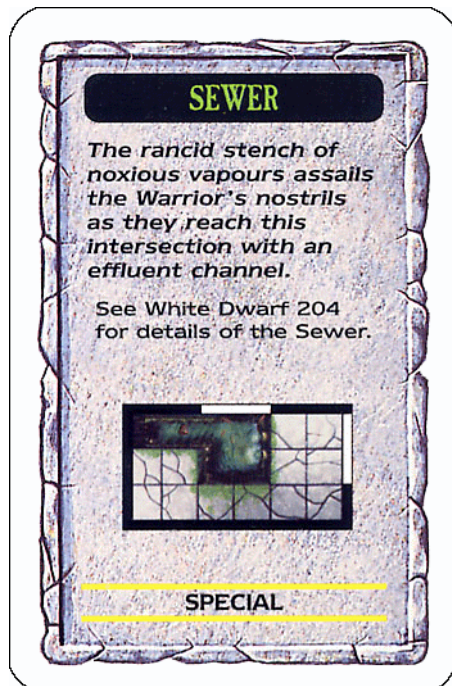 SEWER
The rancid stench of
noxious vapours assails
the Warrior's nostrils
as they reach this
intersection with an
effluent channel.
See White Dwarf 204
for details of the Sewer.
SPECIAL